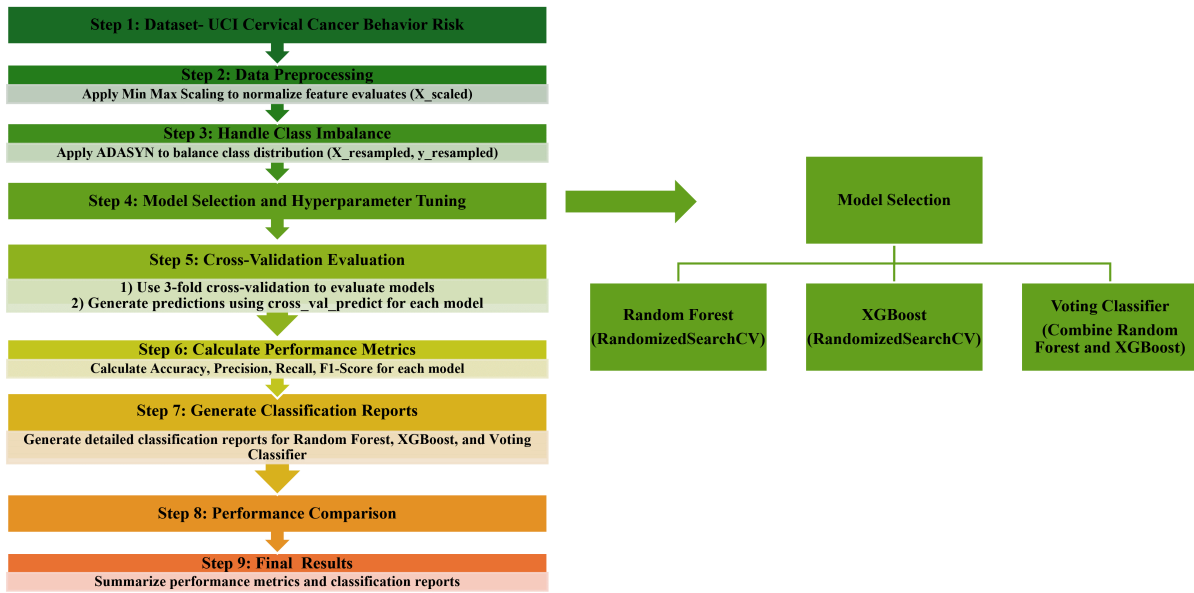 Step 1: Dataset- UCI Cervical Cancer Behavior Risk
Step 2: Data Preprocessing
Apply Min Max Scaling to normalize feature evaluates (X_scaled)
Step 3: Handle Class Imbalance
Apply ADASYN to balance class distribution (X_resampled, y_resampled)
Step 4: Model Selection and Hyperparameter Tuning
Step 5: Cross-Validation Evaluation
1) Use 3-fold cross-validation to evaluate models
2) Generate predictions using cross_val_predict for each model
Step 6: Calculate Performance Metrics
Calculate Accuracy, Precision, Recall, F1-Score for each model
Step 7: Generate Classification Reports
Generate detailed classification reports for Random Forest, XGBoost, and Voting
Classifier
Step 8: Performance Comparison
Step 9: Final  Results
Summarize performance metrics and classification reports
Model Selection
Random Forest
(RandomizedSearchCV)
XGBoost
(RandomizedSearchCV)
Voting Classifier
(Combine Random
Forest and XGBoost)